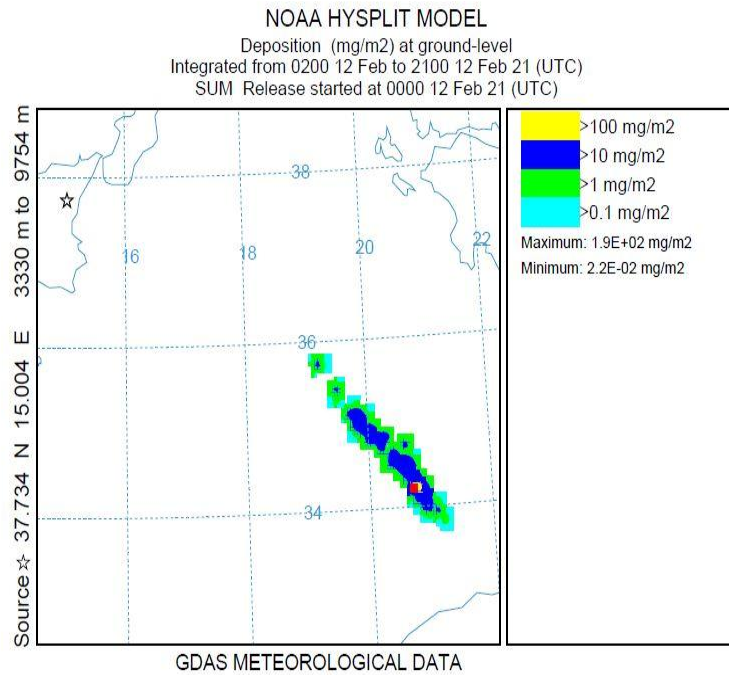 NOAA HYSPLIT MODEL
Deposition (mg/m2) at ground-level
Integrated from 0200 12 Feb to 2100 12 Feb 21 (UTC)
SUM Release started at 0000 12 Feb 21 (UTC)
Source ☆ 37.734 N 15.004 E 3330 m to 9754 m
38
16
18
20
22
36
34
>100 mg/m2
>10 mg/m2
>1 mg/m2
>0.1 mg/m2
Maximum: 1.9E+02 mg/m2
Minimum: 2.2E-02 mg/m2
GDAS METEOROLOGICAL DATA